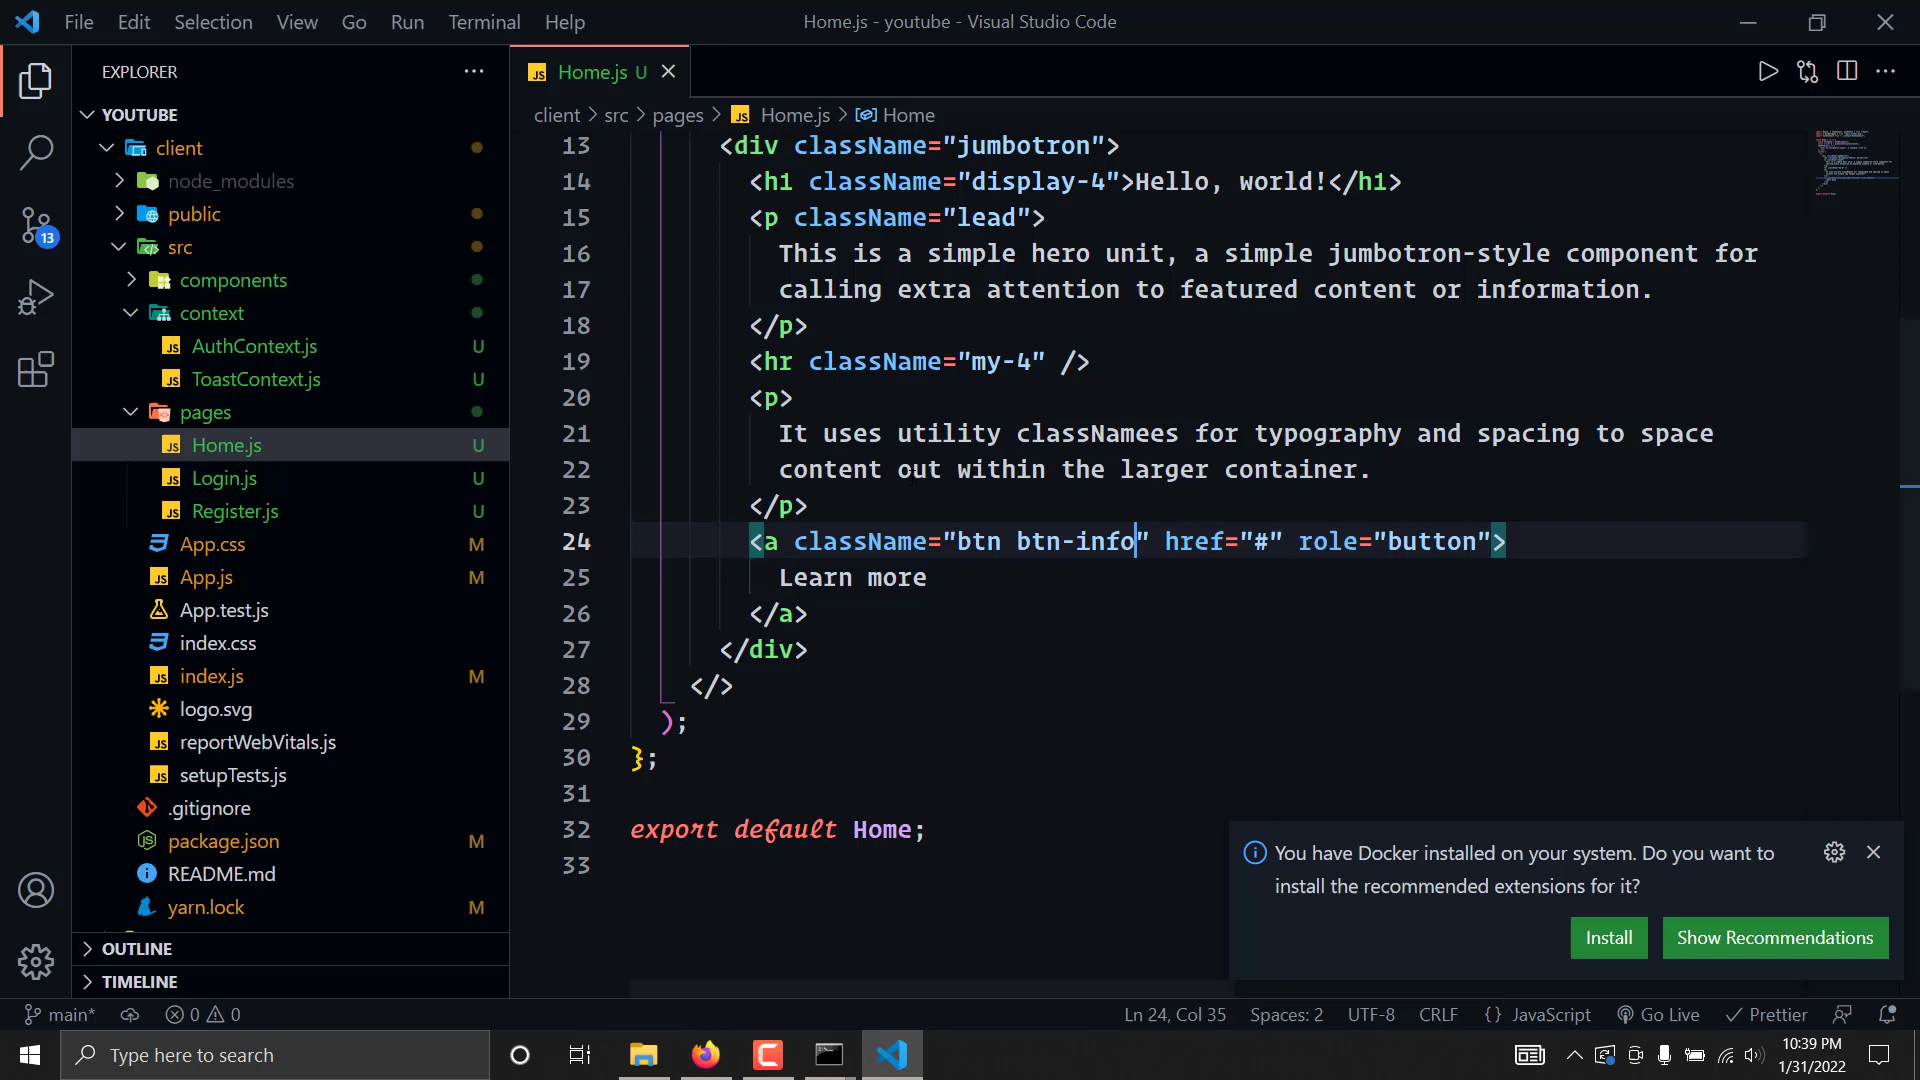 File Edit Selection View Go Run Terminal Help
Home.js - youtube - Visual Studio Code
EXPLORER
Home.js U
YOUTUBE
client
node_modules
public
src
components
context
AuthContext.js U
ToastContext.js U
pages
Home.js U
Login.js U
Register.js U
App.css M
App.js M
App.test.js
index.css
index.js M
logo.svg
reportWebVitals.js
setupTests.js
.gitignore
package.json M
README.md
yarn.lock M
OUTLINE
TIMELINE
13
client > src > pages > JS Home.js > Home
13 <div className="jumbotron">
14 <h1 className="display-4">Hello, world!</h1>
15 <p className="lead">
16 This is a simple hero unit, a simple jumbotron-style component for
17 calling extra attention to featured content or information.
18 </p>
19 <hr className="my-4" />
20 <p>
21 It uses utility classNamees for typography and spacing to space
22 content out within the larger container.
23 </p>
24 <a className="btn btn-info" href="#" role="button">
25 Learn more
26 </a>
27 </div>
28 </>
29 );
30 };
31
32 export default Home;
33
You have Docker installed on your system. Do you want to
install the recommended extensions for it?
Install Show Recommendations
main* 0 0 Ln 24, Col 35 Spaces: 2 UTF-8 CRLF {} JavaScript Go Live Prettier
Type here to search
10:39 PM
1/31/2022